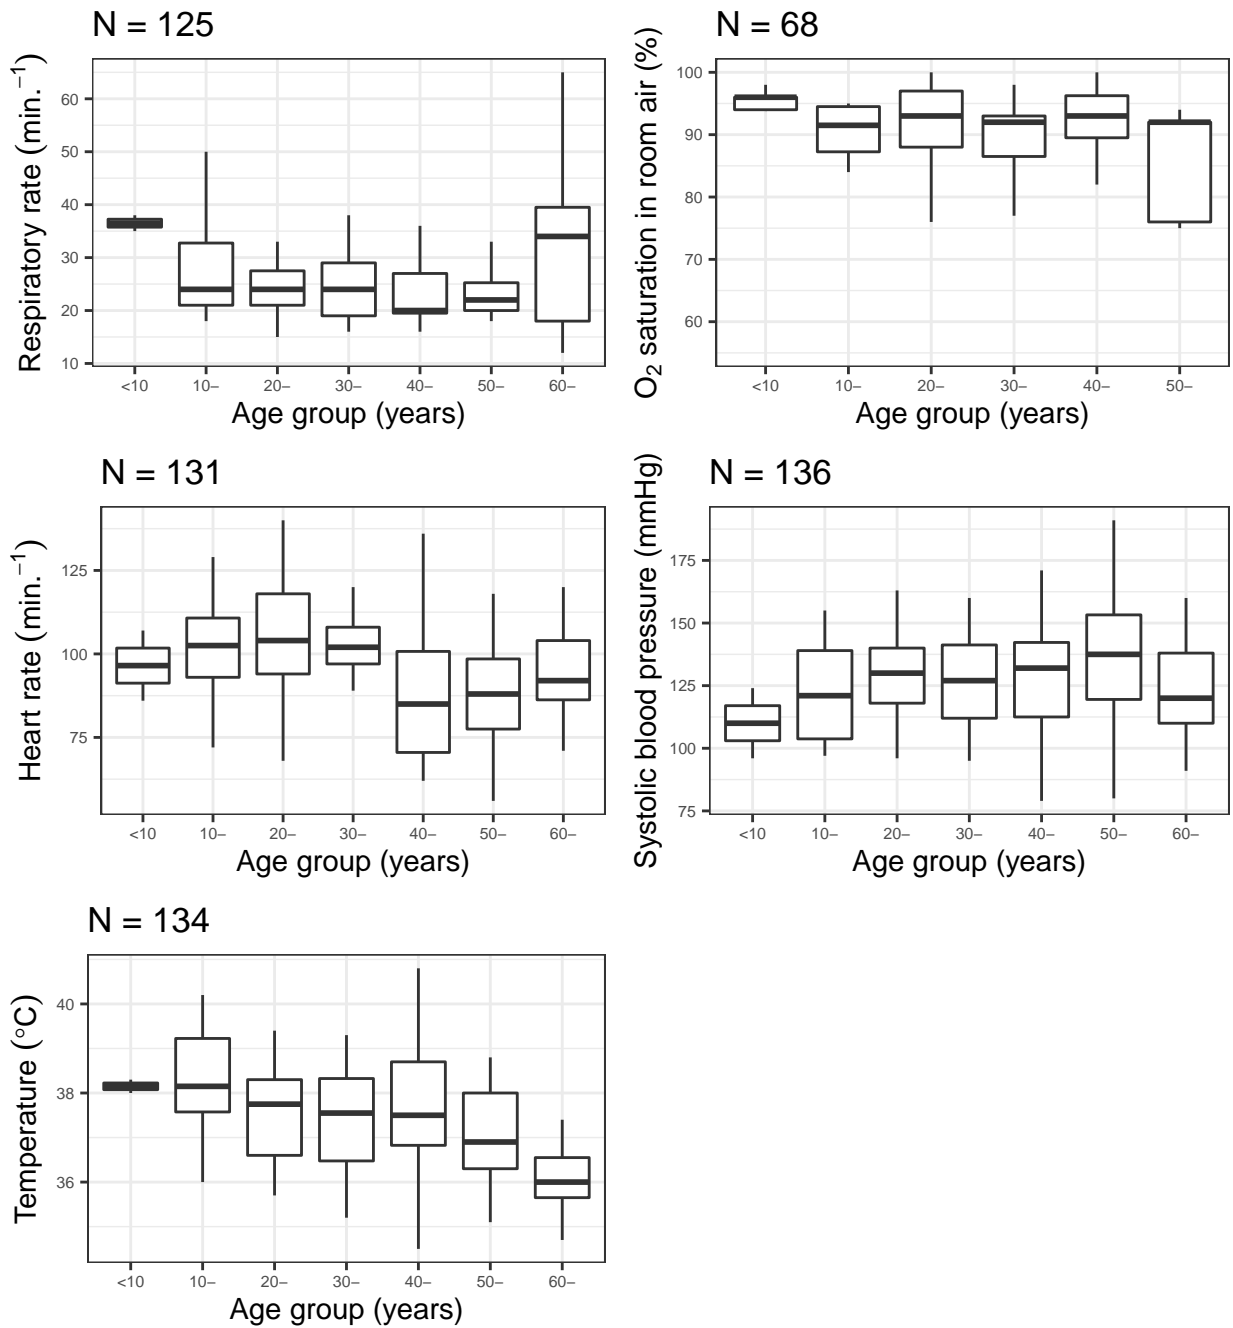 N = 125
Respiratory rate (min.⁻¹)
60
50
40
30
20
10
<10 10– 20– 30– 40– 50– 60–
Age group (years)
N = 68
O₂ saturation in room air (%)
100
90
80
70
60
<10 10– 20– 30– 40– 50–
Age group (years)
N = 131
Heart rate (min.⁻¹)
125
100
75
<10 10– 20– 30– 40– 50– 60–
Age group (years)
N = 136
Systolic blood pressure (mmHg)
175
150
125
100
75
<10 10– 20– 30– 40– 50– 60–
Age group (years)
N = 134
Temperature (°C)
40
38
36
<10 10– 20– 30– 40– 50– 60–
Age group (years)